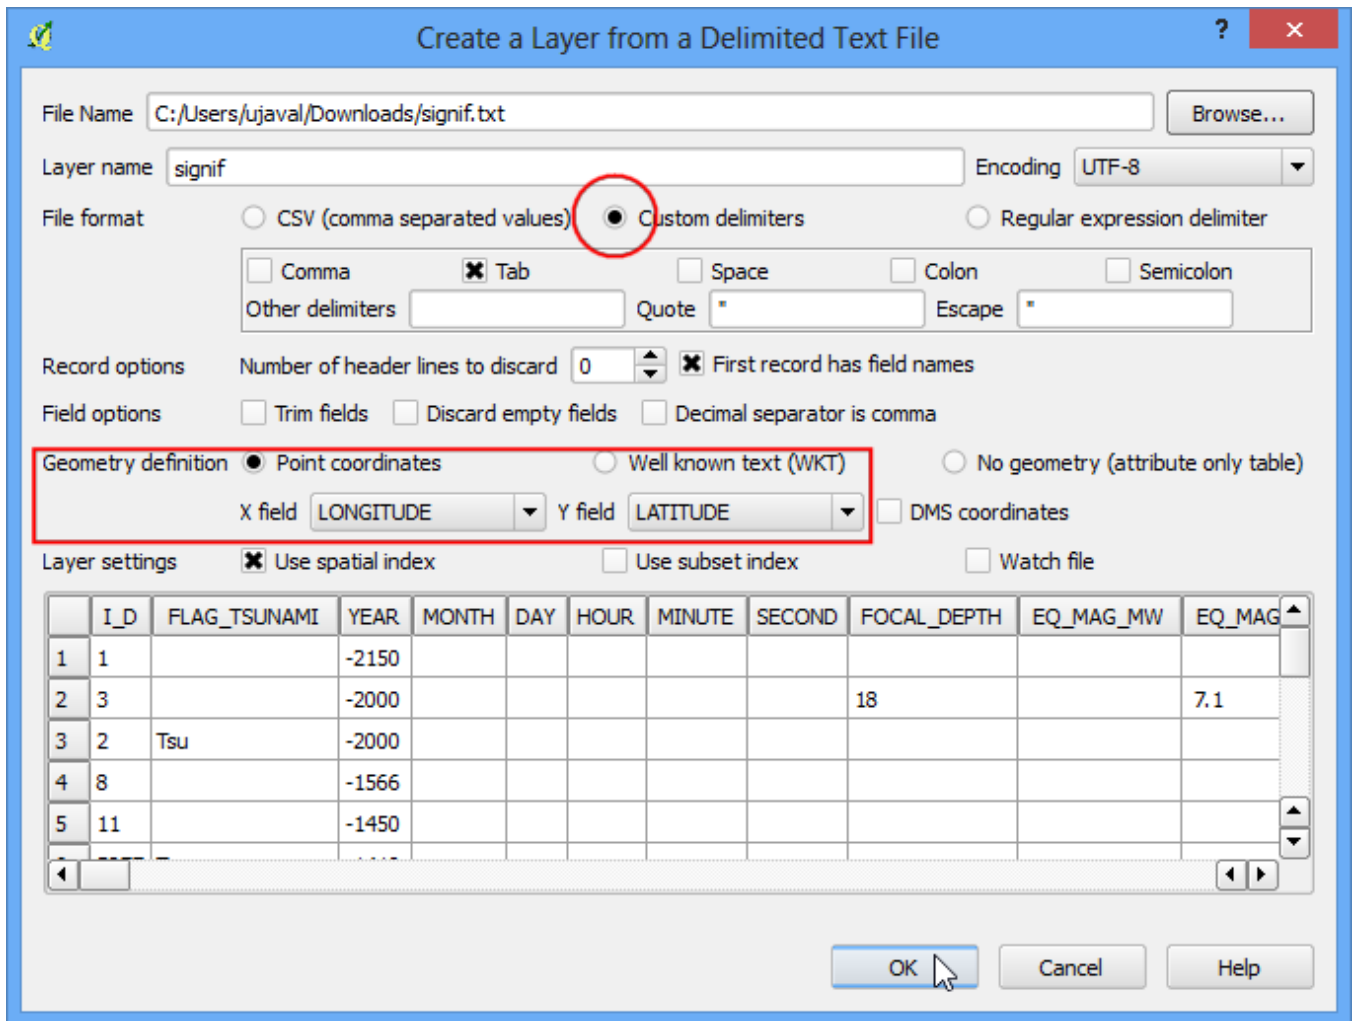 Create a Layer from a Delimited Text File ?
File Name C:/Users/ujaval/Downloads/signif.txt Browse...
Layer name signif Encoding UTF-8
File format CSV (comma separated values) Custom delimiters Regular expression delimiter
Comma Tab Space Colon Semicolon
Other delimiters Quote " Escape "
Record options Number of header lines to discard 0 First record has field names
Field options Trim fields Discard empty fields Decimal separator is comma
Geometry definition Point coordinates Well known text (WKT) No geometry (attribute only table)
X field LONGITUDE Y field LATITUDE DMS coordinates
Layer settings Use spatial index Use subset index Watch file
I_D FLAG_TSUNAMI YEAR MONTH DAY HOUR MINUTE SECOND FOCAL_DEPTH EQ_MAG_MW EQ_MAG
1 1 -2150
2 3 -2000 18 7.1
3 2 Tsu -2000
4 8 -1566
5 11 -1450
OK Cancel Help